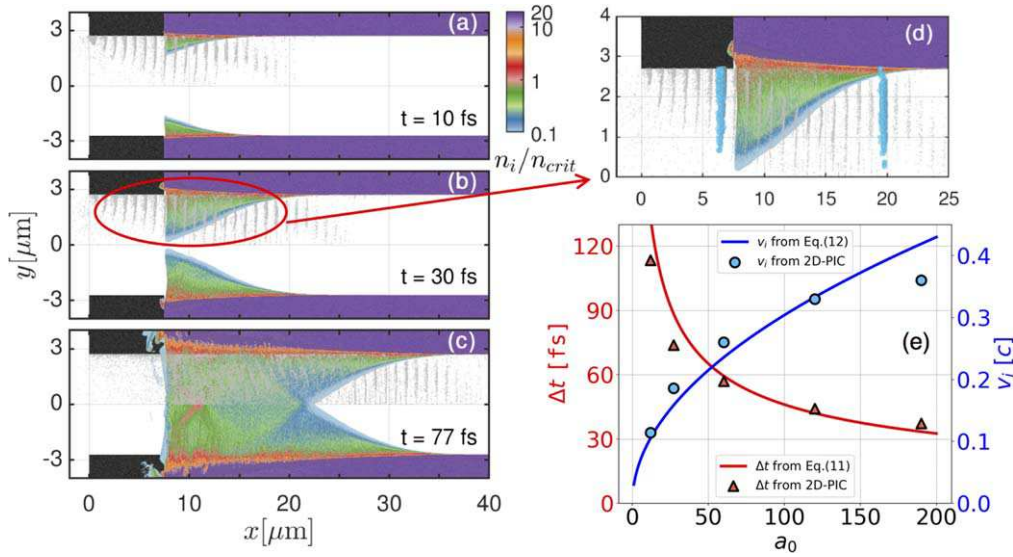 3
0
-3
(a)
t = 10 fs
20
10
1
0.1
n_i/n_crit
y[μm]
3
0
-3
(b)
t = 30 fs
3
0
-3
(c)
t = 77 fs
0 10 20 30 40
x[μm]
4
3
2
1
0
(d)
0 5 10 15 20 25
120
90
60
30
0
Δt [fs]
v_i from Eq.(12)
v_i from 2D-PIC
(e)
Δt from Eq.(11)
Δt from 2D-PIC
0.4
0.3
0.2
0.1
0.0
v_i [c]
0 50 100 150 200
a_0